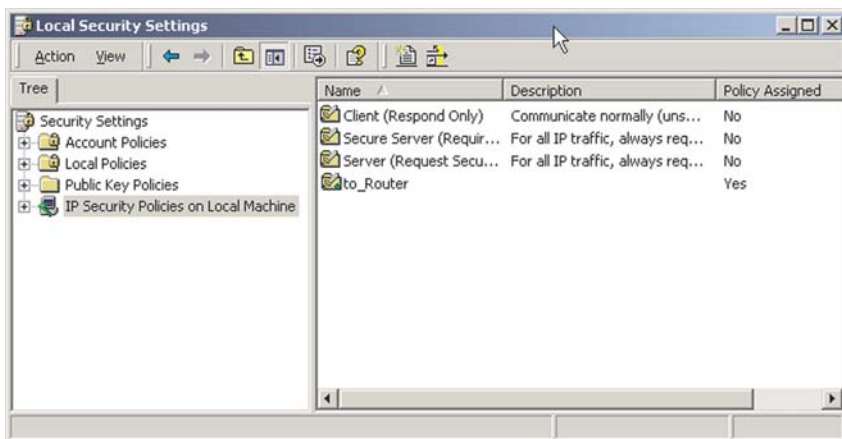 Local Security Settings
Action View
Tree
Security Settings
Account Policies
Local Policies
Public Key Policies
IP Security Policies on Local Machine
Name Description Policy Assigned
Client (Respond Only) Communicate normally (uns... No
Secure Server (Requir... For all IP traffic, always req... No
Server (Request Secu... For all IP traffic, always req... No
to_Router Yes